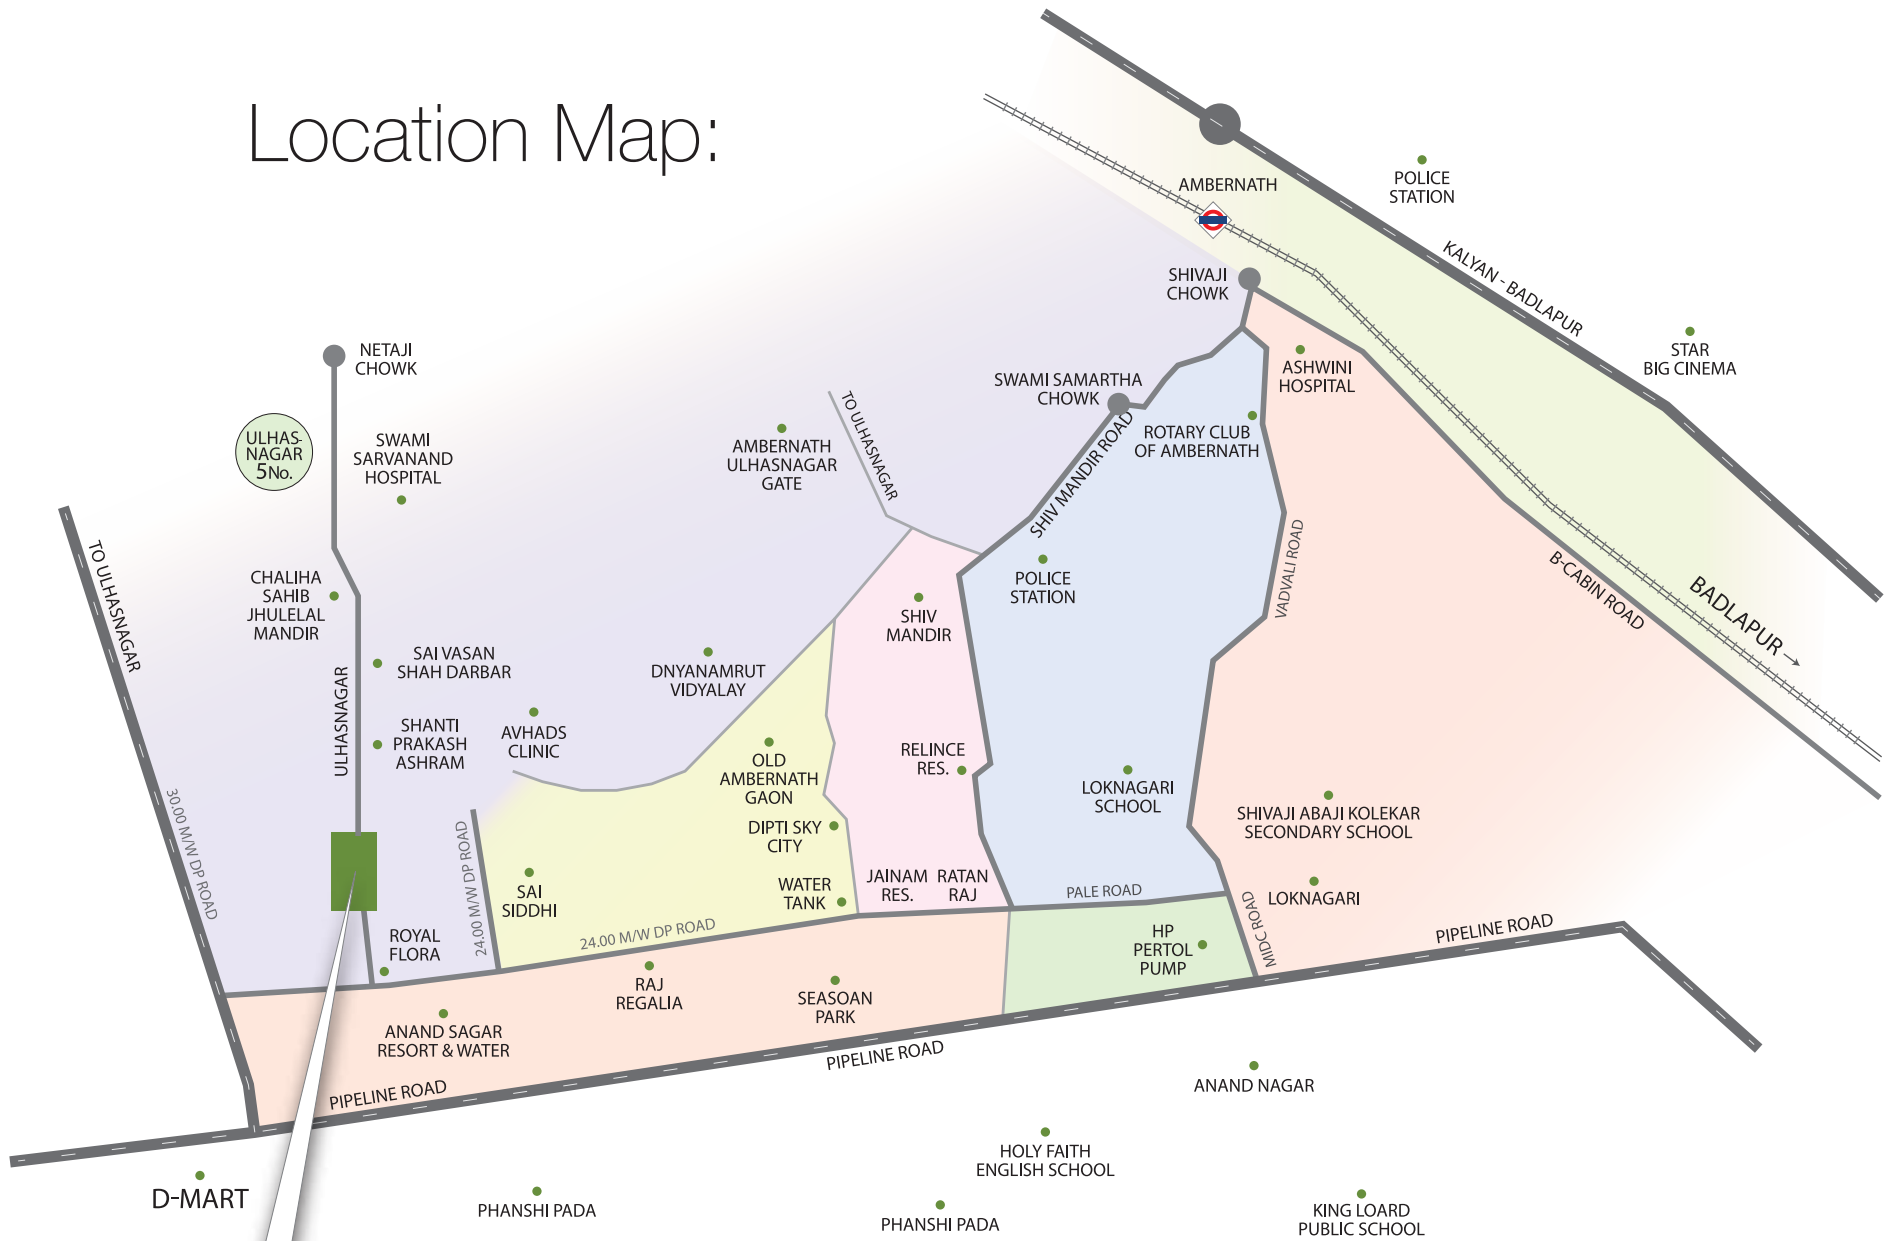 Location Map:
AMBERNATH
POLICE
STATION
KALYAN - BADLAPUR
SHIVAJI
CHOWK
STAR
BIG CINEMA
NETAJI
CHOWK
ASHWINI
HOSPITAL
SWAMI SAMARTHA
CHOWK
ULHAS-
NAGAR
5No.
SWAMI
SARVANAND
HOSPITAL
AMBERNATH
ULHASNAGAR
GATE
TO ULHASNAGAR
SHIV MANDIR ROAD
ROTARY CLUB
OF AMBERNATH
TO ULHASNAGAR
VADVALI ROAD
B-CABIN ROAD
BADLAPUR →
CHALIHA
SAHIB
JHULELAL
MANDIR
POLICE
STATION
SHIV
MANDIR
SAI VASAN
SHAH DARBAR
DNYANAMRUT
VIDYALAY
ULHASNAGAR
SHANTI
PRAKASH
ASHRAM
AVHADS
CLINIC
OLD
AMBERNATH
GAON
RELINCE
RES.
LOKNAGARI
SCHOOL
30.00 M/W DP ROAD
DIPTI SKY
CITY
SHIVAJI ABAJI KOLEKAR
SECONDARY SCHOOL
24.00 M/W DP ROAD
SAI
SIDDHI
WATER
TANK
JAINAM
RES.
RATAN
RAJ
PALE ROAD
LOKNAGARI
24.00 M/W DP ROAD
MIDC ROAD
PIPELINE ROAD
ROYAL
FLORA
HP
PERTOL
PUMP
RAJ
REGALIA
SEASOAN
PARK
ANAND SAGAR
RESORT & WATER
PIPELINE ROAD
PIPELINE ROAD
ANAND NAGAR
HOLY FAITH
ENGLISH SCHOOL
D-MART
PHANSHI PADA
PHANSHI PADA
KING LOARD
PUBLIC SCHOOL